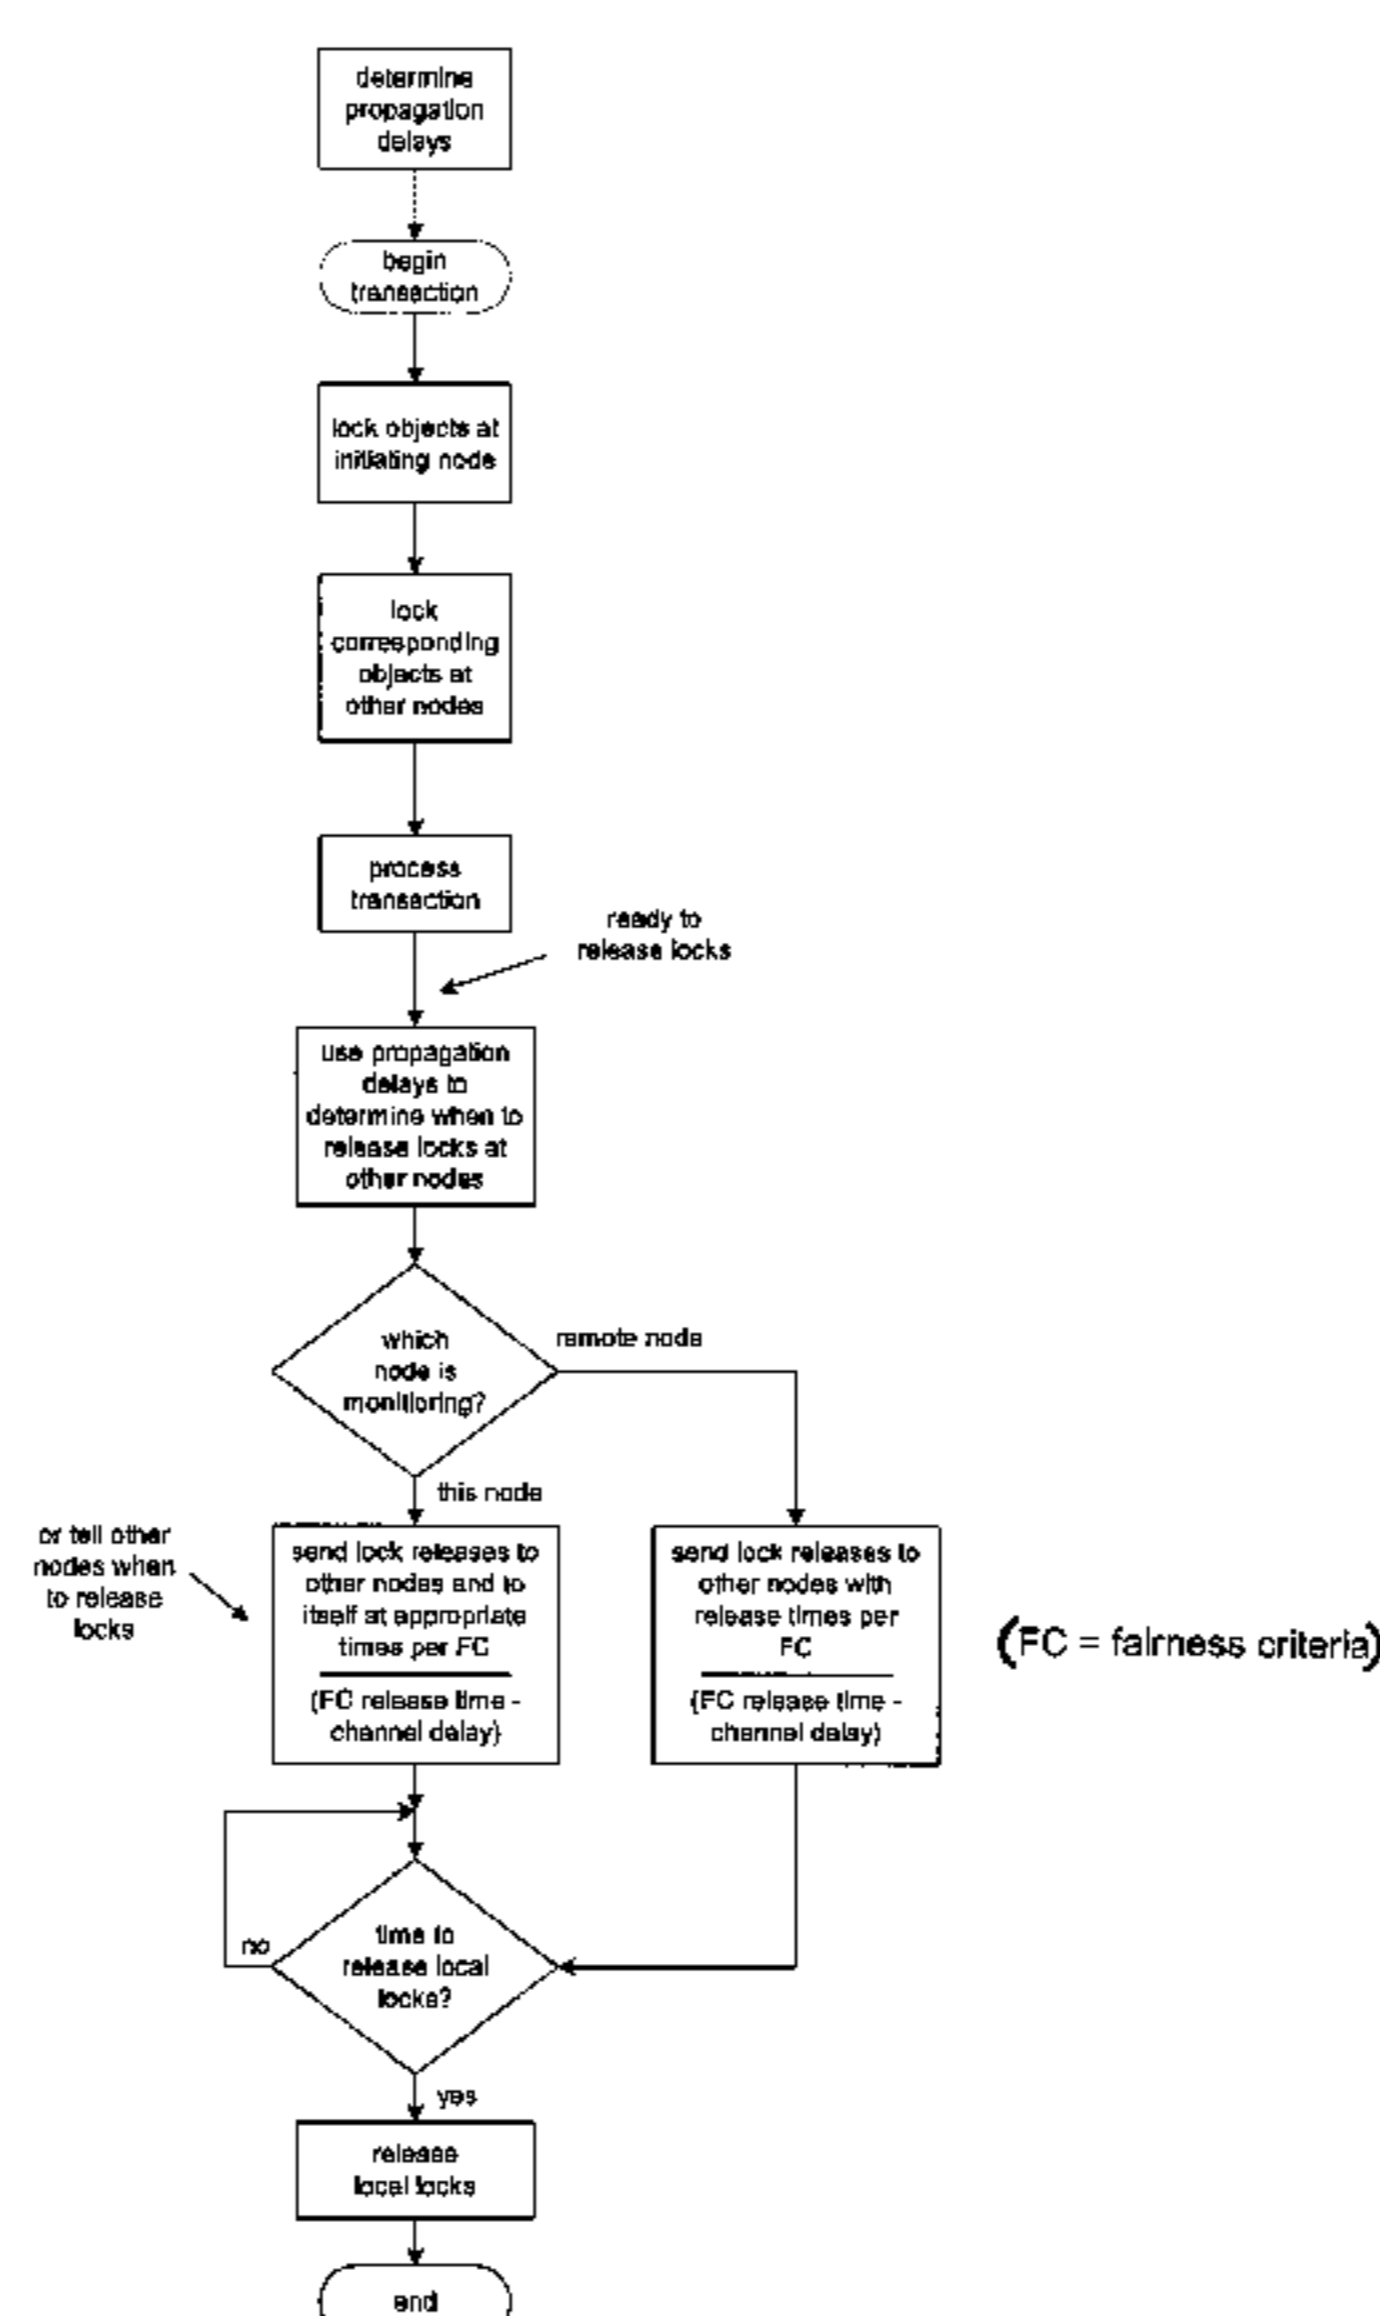 determine
propagation
delays
begin
transaction
lock objects at
initiating node
lock
corresponding
objects at
other nodes
process
transaction
ready to
release locks
use propagation
delays to
determine when to
release locks at
other nodes
which
node is
monitioring?
remote node
this node
or tell other
nodes when
to release
locks
send lock releases to
other nodes and to
itself at appropriate
times per FC
(FC release time -
channel delay)
send lock releases to
other nodes with
release times per
FC
(FC release time -
channel delay)
(FC = fairness criteria)
no
time to
release local
locks?
yes
release
local locks
end